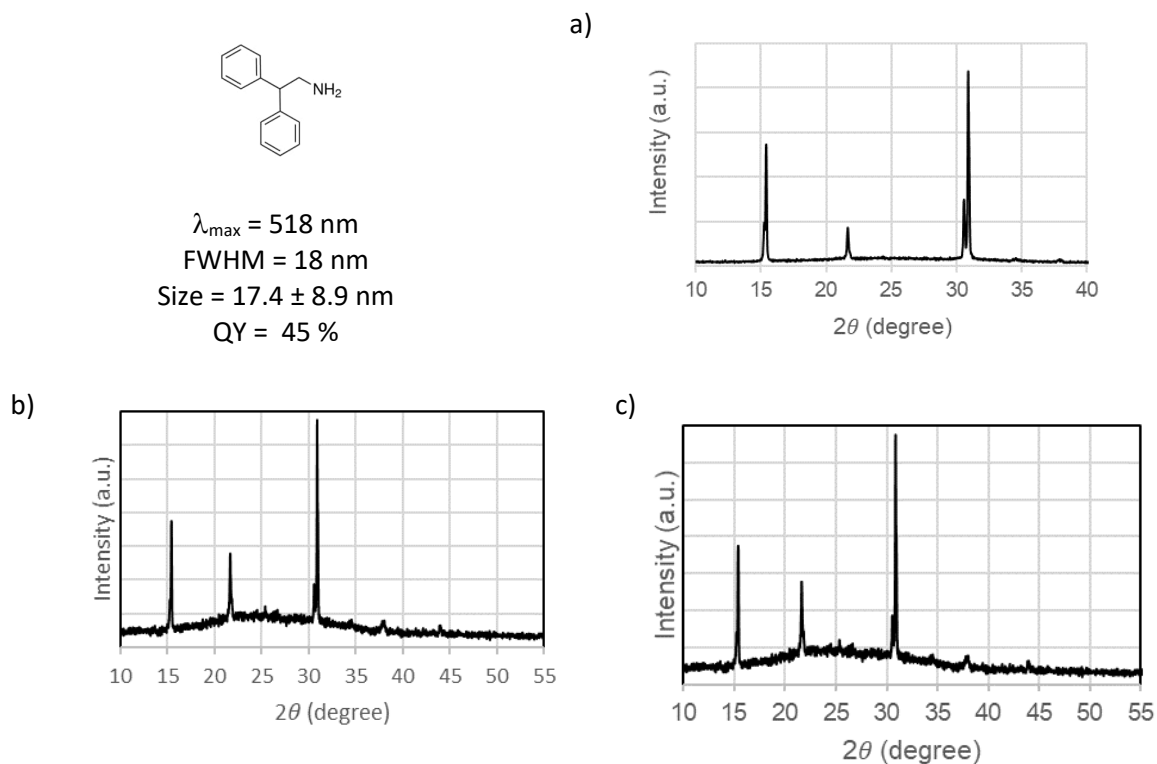 a)
NH₂
λmax = 518 nm
FWHM = 18 nm
Size = 17.4 ± 8.9 nm
QY = 45 %
Intensity (a.u.)
10 15 20 25 30 35 40
2θ (degree)
b)
Intensity (a.u.)
10 15 20 25 30 35 40 45 50 55
2θ (degree)
c)
Intensity (a.u.)
10 15 20 25 30 35 40 45 50 55
2θ (degree)